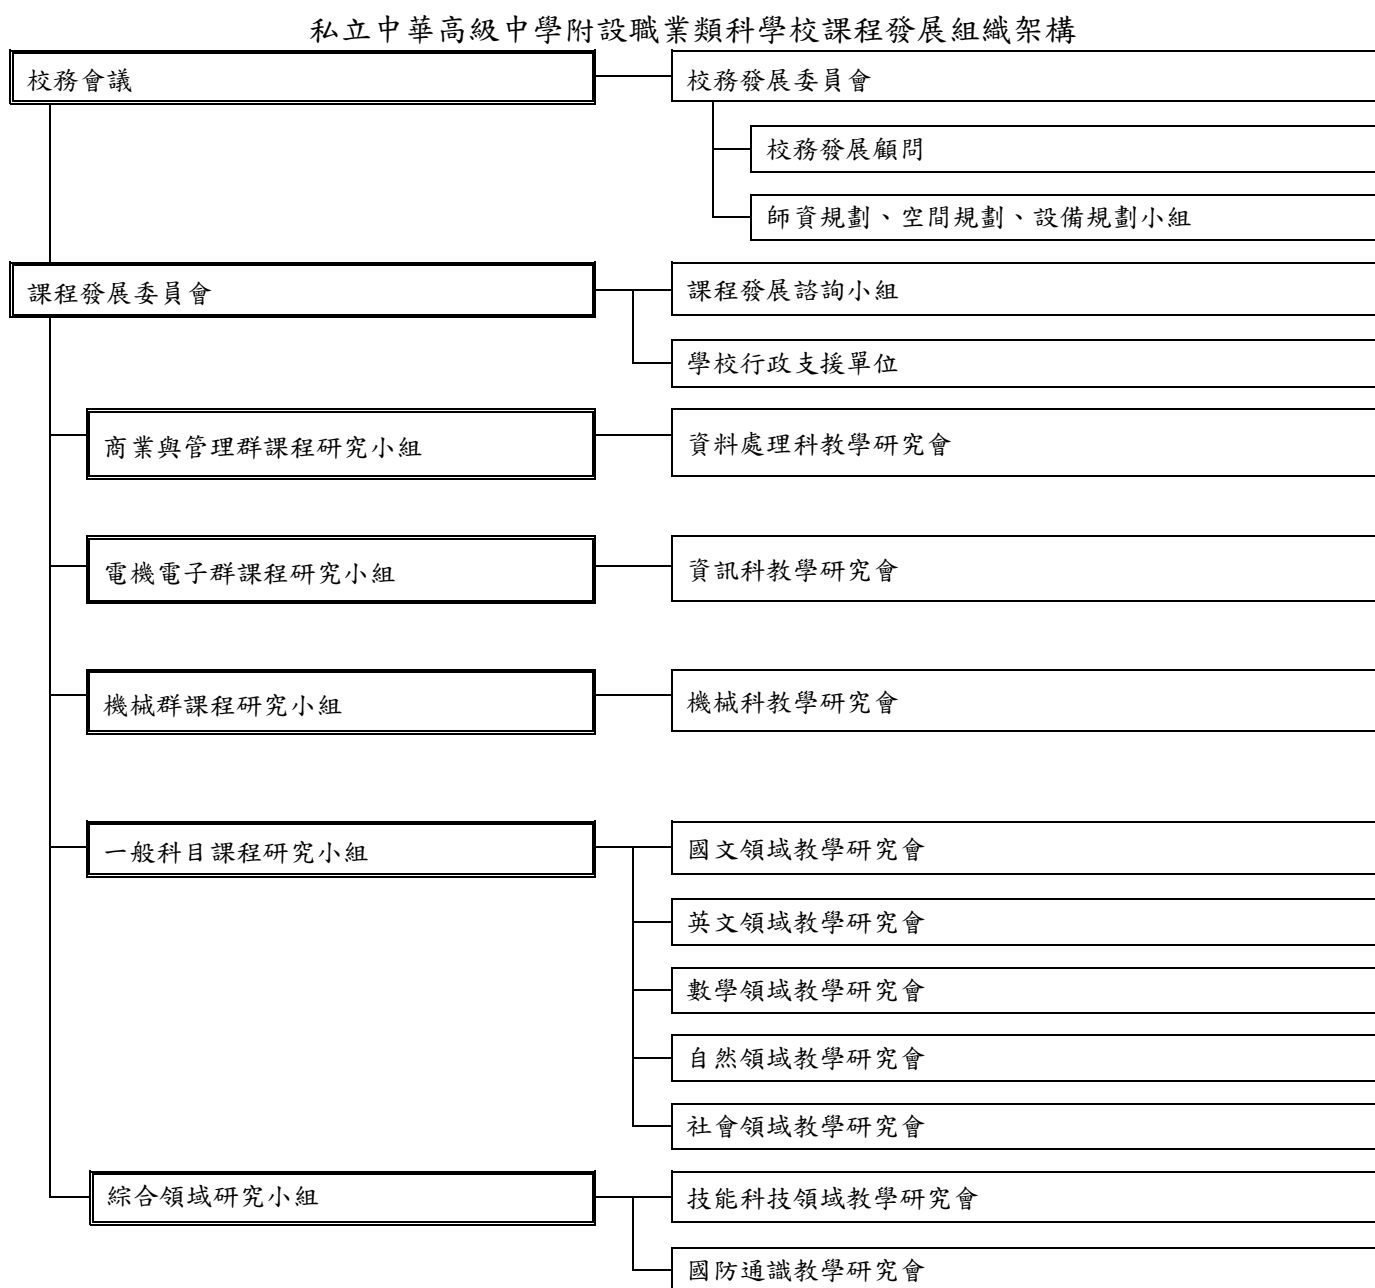 私立中華高級中學附設職業類科學校課程發展組織架構
校務會議
校務發展委員會
校務發展顧問
師資規劃、空間規劃、設備規劃小組
課程發展委員會
課程發展諮詢小組
學校行政支援單位
商業與管理群課程研究小組
資料處理科教學研究會
電機電子群課程研究小組
資訊科教學研究會
機械群課程研究小組
機械科教學研究會
一般科目課程研究小組
國文領域教學研究會
英文領域教學研究會
數學領域教學研究會
自然領域教學研究會
社會領域教學研究會
綜合領域研究小組
技能科技領域教學研究會
國防通識教學研究會